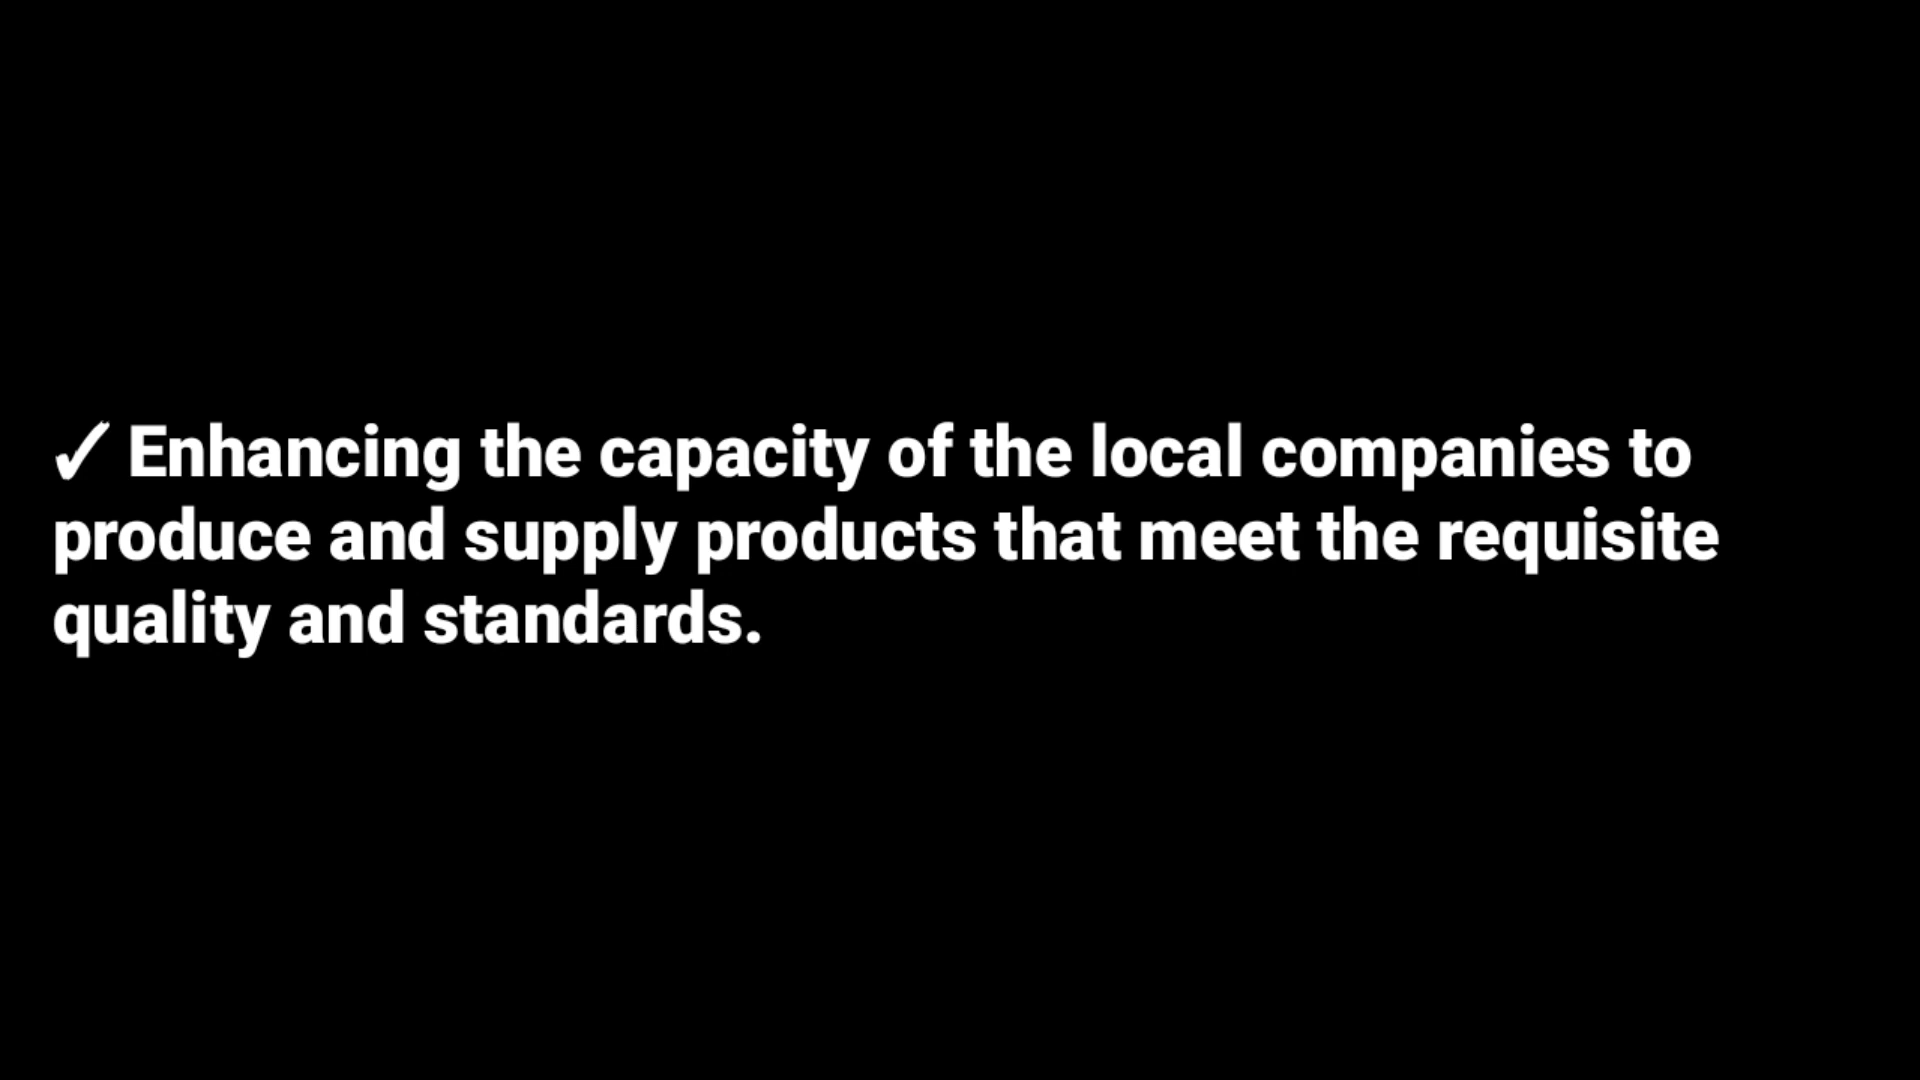 ✓ Enhancing the capacity of the local companies to
produce and supply products that meet the requisite
quality and standards.